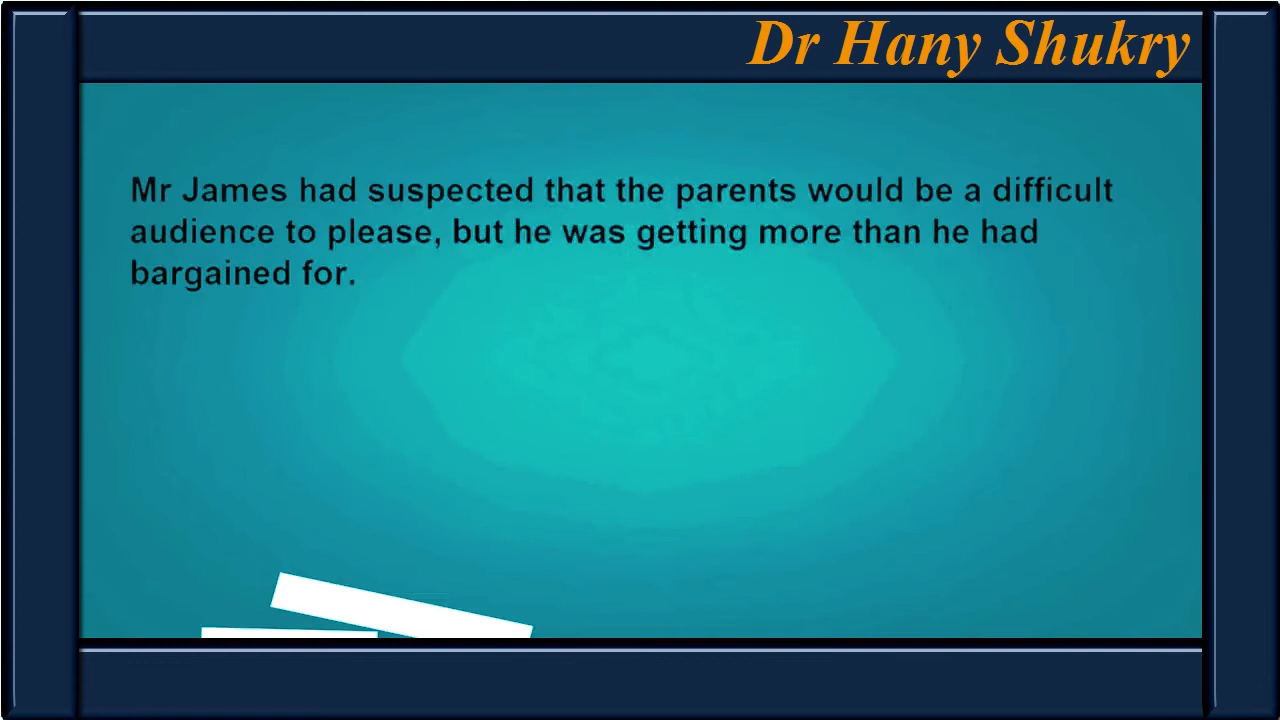 Dr Hany Shukry
Mr James had suspected that the parents would be a difficult
audience to please, but he was getting more than he had
bargained for.